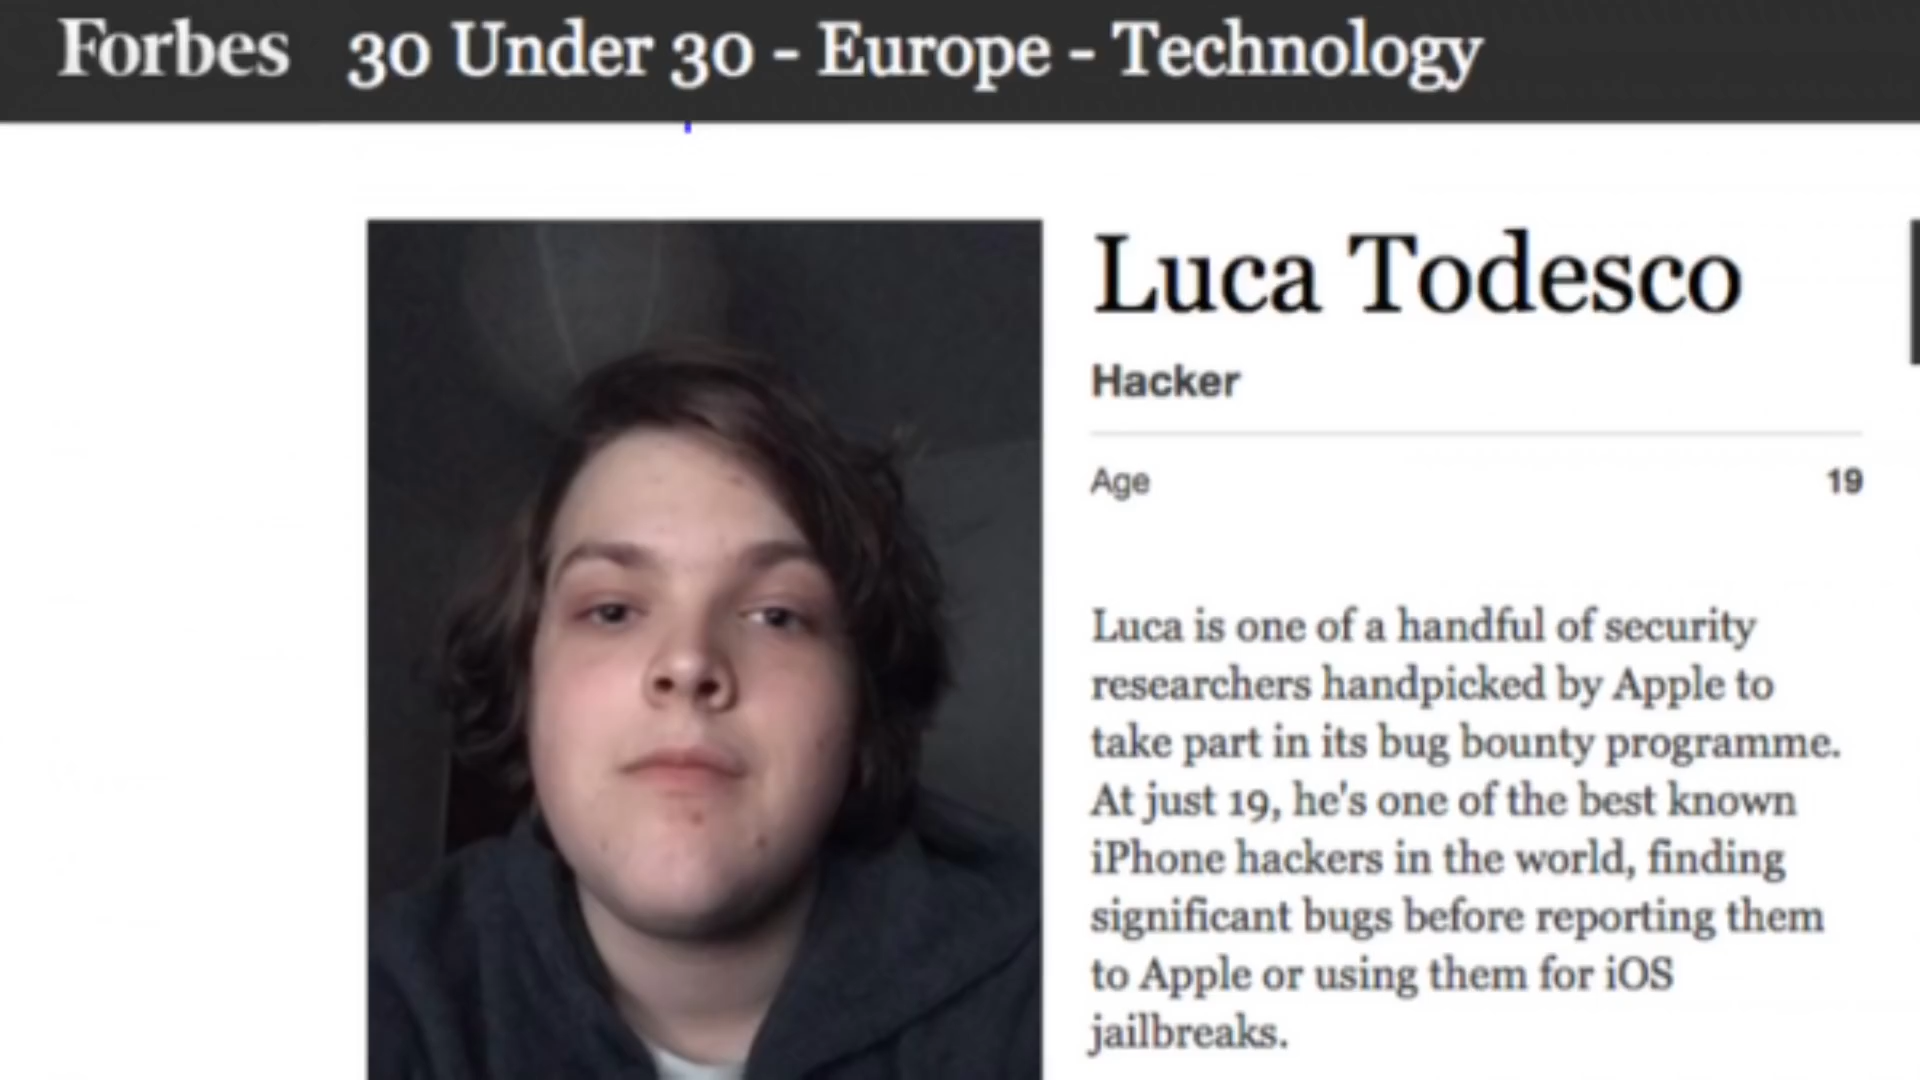 Forbes 30 Under 30 - Europe - Technology
Luca Todesco
Hacker
Age 19
Luca is one of a handful of security
researchers handpicked by Apple to
take part in its bug bounty programme.
At just 19, he's one of the best known
iPhone hackers in the world, finding
significant bugs before reporting them
to Apple or using them for iOS
jailbreaks.